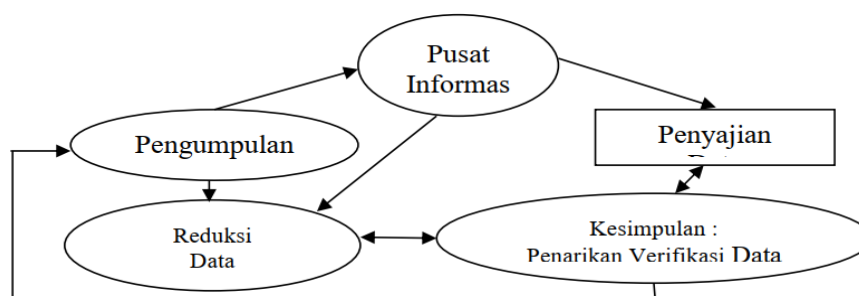 Pusat
Informas
Pengumpulan
Penyajian
Reduksi
Data
Kesimpulan :
Penarikan Verifikasi Data